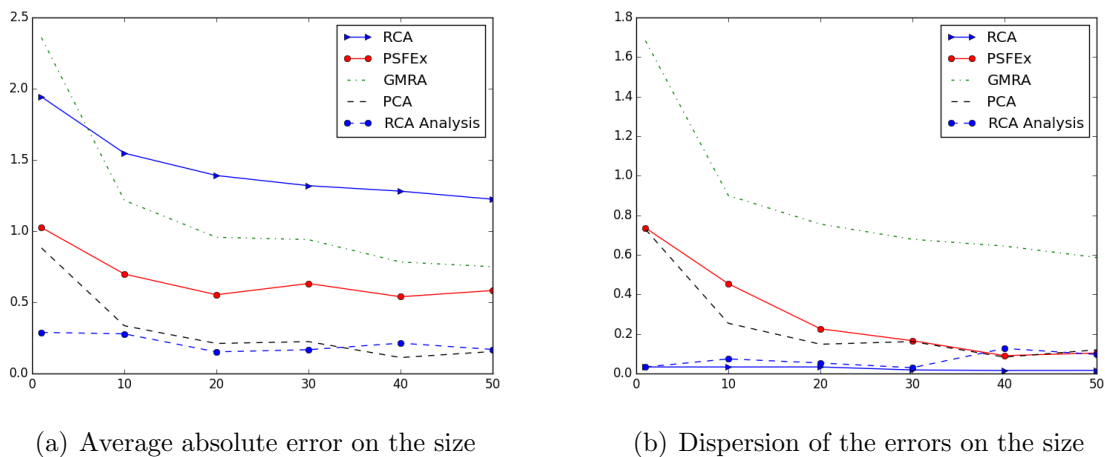 2.5
2.0
1.5
1.0
0.5
0.0
0 10 20 30 40 50
RCA
PSFEx
GMRA
PCA
RCA Analysis
(a) Average absolute error on the size
1.8
1.6
1.4
1.2
1.0
0.8
0.6
0.4
0.2
0.0
0 10 20 30 40 50
RCA
PSFEx
GMRA
PCA
RCA Analysis
(b) Dispersion of the errors on the size